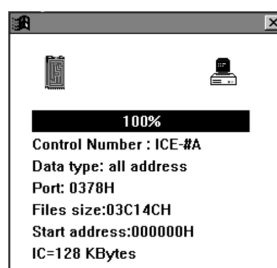 100%
Control Number : ICE-#A
Data type: all address
Port: 0378H
Files size:03C14CH
Start address:000000H
IC=128 KBytes